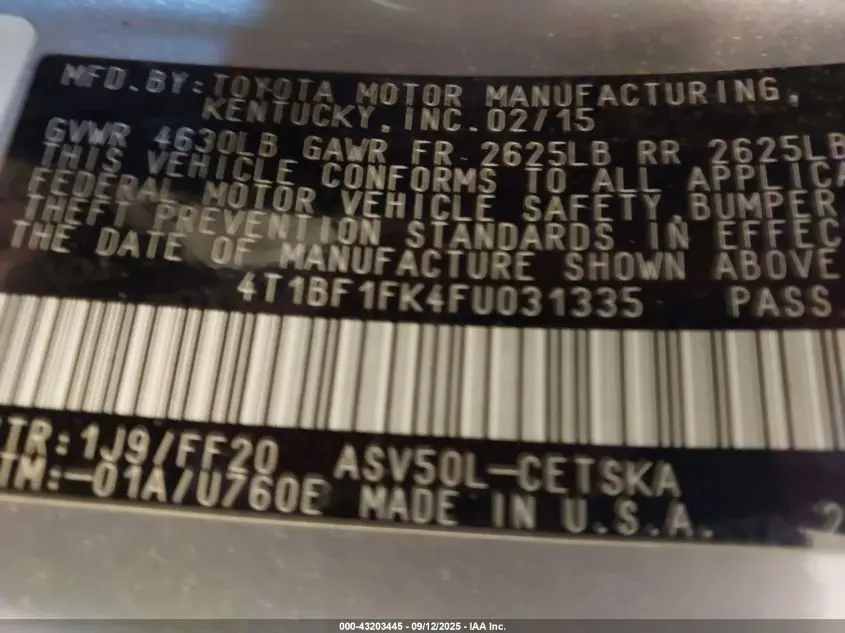 MFD.BY:TOYOTA MOTOR MANUFACTURING,
KENTUCKY,INC.02/15
GVWR 4630LB GAWR FR 2625LB RR 2625LB
THIS VEHICLE CONFORMS TO ALL APPLICA
FEDERAL MOTOR VEHICLE SAFETY,BUMPER
THEFT PREVENTION STANDARDS IN EFFEC
THE DATE OF MANUFACTURE SHOWN ABOVE
4T1BF1FK4FU031335 PASS.
TR:1J9/FF20 ASV50L-CETSKA
TM:-01A/U760E MADE IN U.S.A. 2
000-43203445 - 09/12/2025 - IAA Inc.